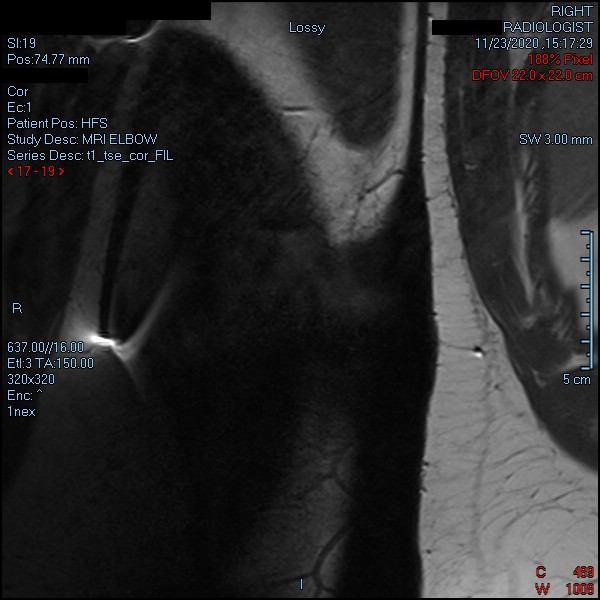 RIGHT
Lossy
RADIOLOGIST
SI:19
11/23/2020 ,15:17:29
Pos:74.77 mm
188% Pixel
DFOV 22.0 x 22.0 cm
Cor
Ec:1
Patient Pos: HFS
Study Desc: MRI ELBOW
SW 3.00 mm
Series Desc: t1_tse_cor_FIL
< 17 - 19 >
R
637.00//16.00
Etl:3 TA:150.00
320x320
5 cm
Enc: ^
1nex
I
C 469
W 1006